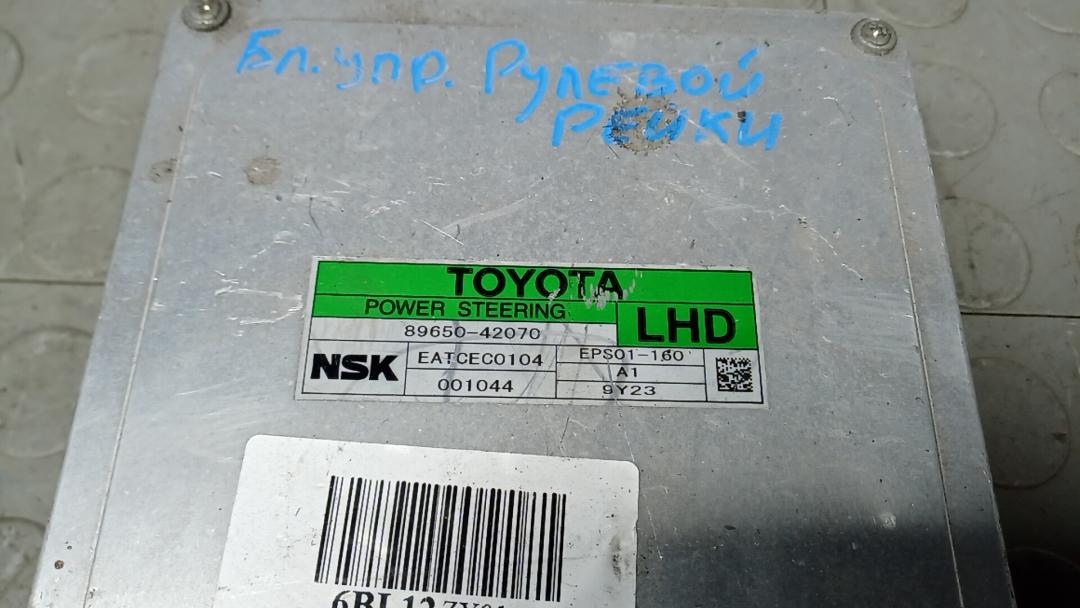 Бл. упр. Рулевой
Рейки
TOYOTA
POWER STEERING
89650-42070
LHD
NSK
EATCEC0104
EPS01-160
A1
001044
9Y23